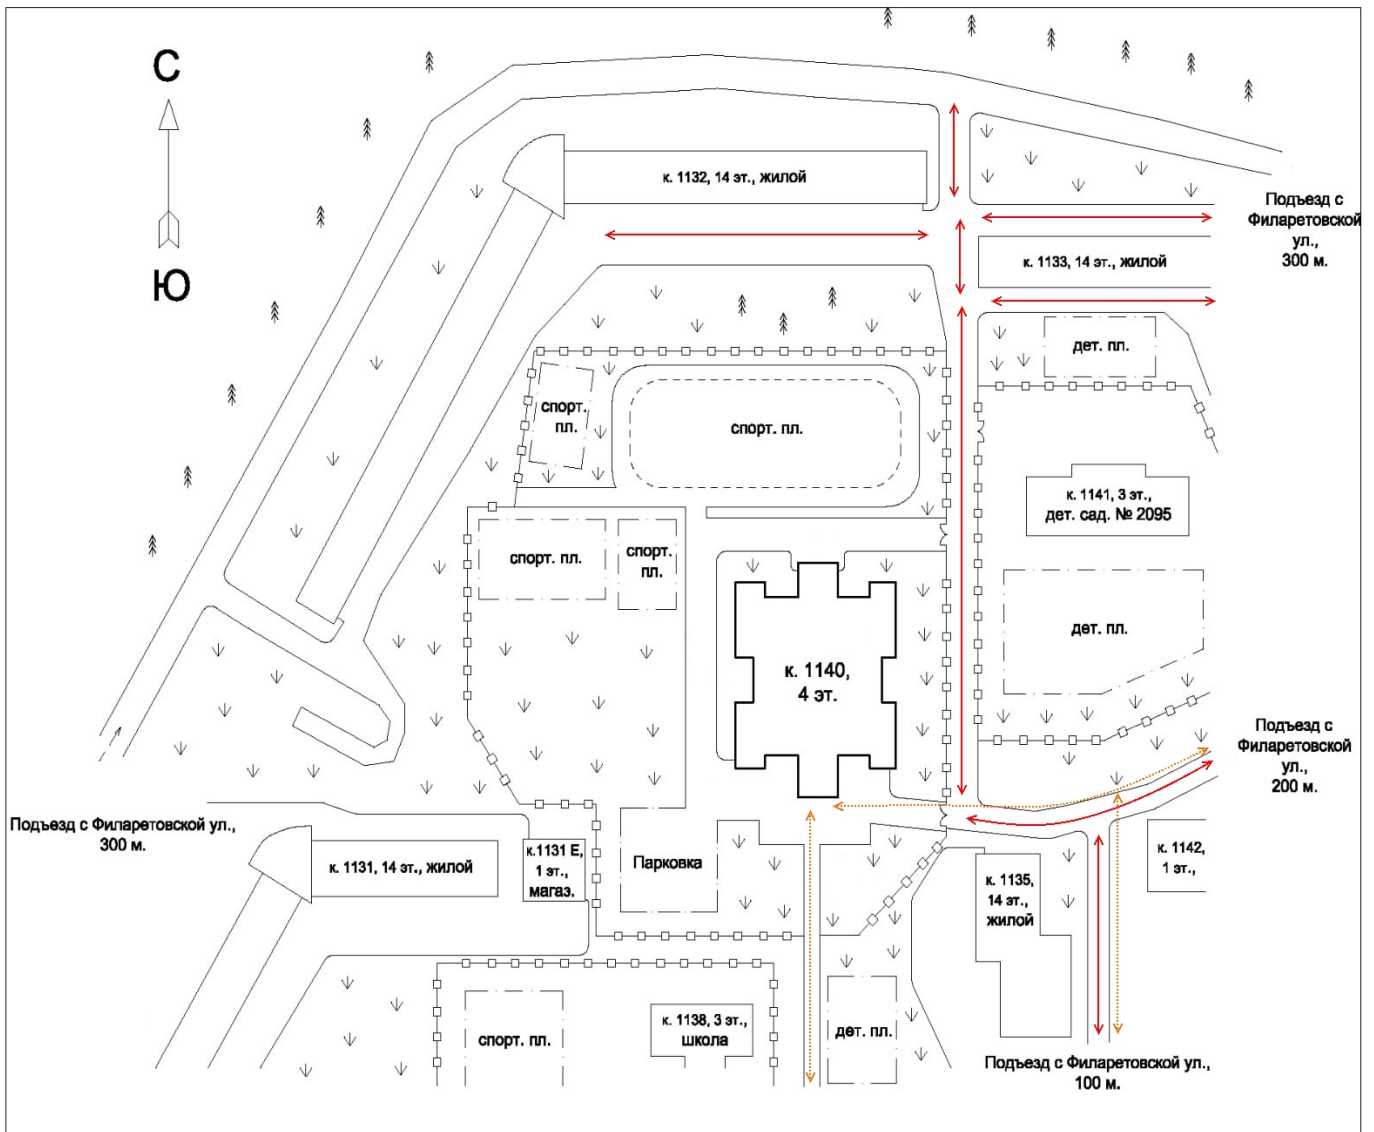 С
Ю
к. 1132, 14 эт., жилой
Подъезд с
Филаретовской
ул.,
300 м.
к. 1133, 14 эт., жилой
дет. пл.
спорт.
пл.
спорт. пл.
к. 1141, 3 эт.,
дет. сад. № 2095
спорт. пл.
спорт.
пл.
дет. пл.
к. 1140,
4 эт.
Подъезд с
Филаретовской
ул.,
200 м.
Подъезд с Филаретовской ул.,
300 м.
к. 1131, 14 эт., жилой
к.1131 Е,
1 эт.,
магаз.
Парковка
к. 1135,
14 эт.,
жилой
к. 1142,
1 эт.,
спорт. пл.
к. 1138, 3 эт.,
школа
дет. пл.
Подъезд с Филаретовской ул.,
100 м.